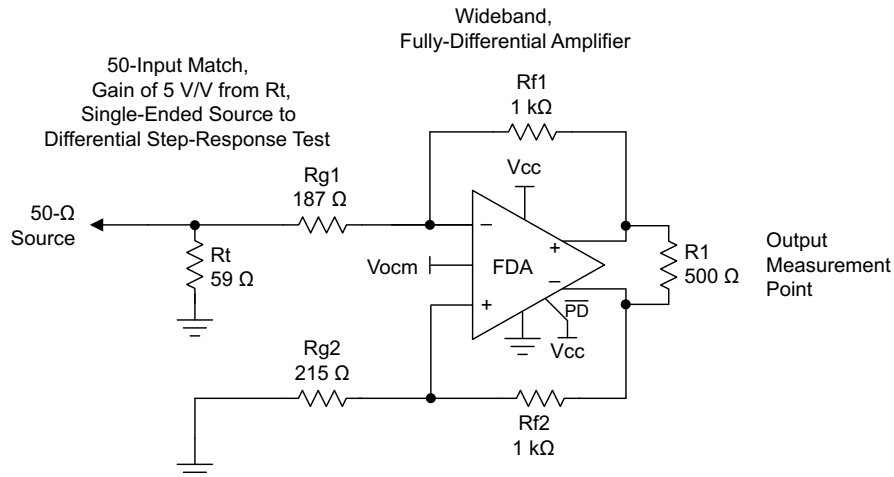 Wideband,
Fully-Differential Amplifier
50-Input Match,
Gain of 5 V/V from Rt,
Single-Ended Source to
Differential Step-Response Test
Rf1
1 kΩ
Rg1
187 Ω
Vcc
50-Ω
Source
Rt
59 Ω
Vocm
−
+
FDA
+
−
PD
Vcc
R1
500 Ω
Output
Measurement
Point
Rg2
215 Ω
Rf2
1 kΩ